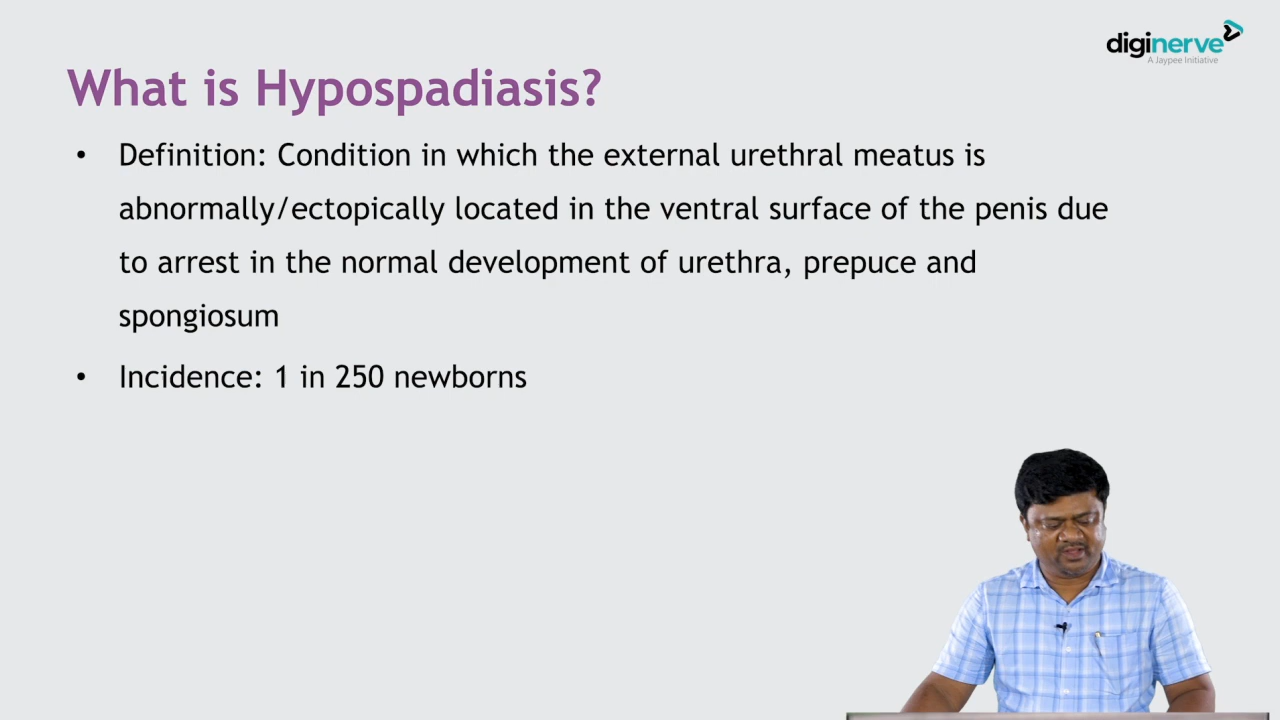 diginerve
A Jaypee Initiative
What is Hypospadiasis?
• Definition: Condition in which the external urethral meatus is
abnormally/ectopically located in the ventral surface of the penis due
to arrest in the normal development of urethra, prepuce and
spongiosum
• Incidence: 1 in 250 newborns